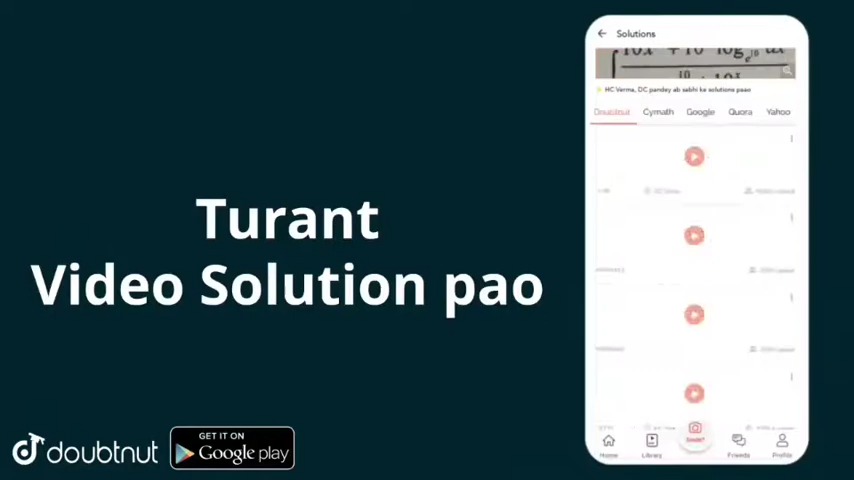 Solutions
HC Verma, DC pandey ab sabhi ke solutions paao
Doubtnut Cymath Google Quora Yahoo
Turant
Video Solution pao
Home Library Friends Profile
doubtnut
GET IT ON
Google play